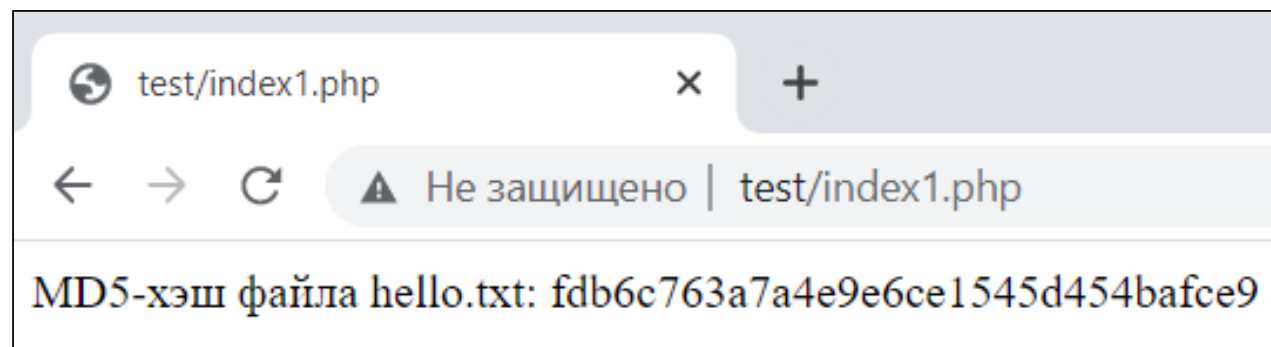 test/index1.php
Не защищено | test/index1.php
MD5-хэш файла hello.txt: fdb6c763a7a4e9e6ce1545d454bafce9